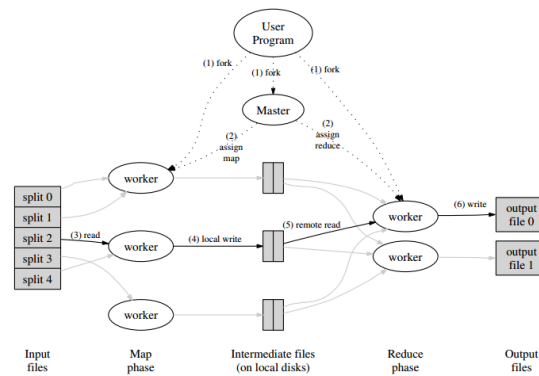 User
Program
(1) fork
(1) fork
(1) fork
Master
(2)
assign
map
(2)
assign
reduce
worker
split 0
split 1
split 2
split 3
split 4
(3) read
worker
(4) local write
(5) remote read
worker
(6) write
output
file 0
worker
output
file 1
worker
Input
files
Map
phase
Intermediate files
(on local disks)
Reduce
phase
Output
files